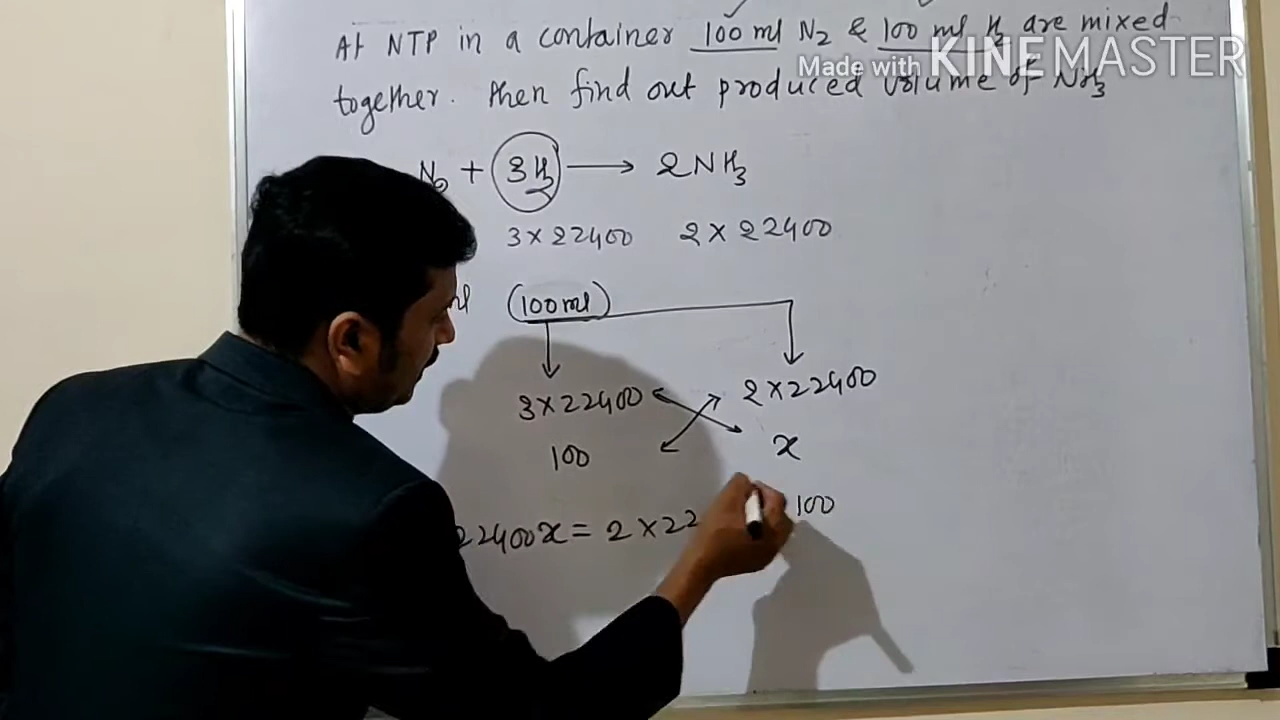 At NTP in a container 100 ml N2 & 100 ml H2 are mixed
Made with KINEMASTER
together. then find out produced volume of NH3
N2 + 3H2 → 2NH3
3×22400 2×22400
ml (100ml)
3×22400 2×22400
100 x
22400x = 2×22 100